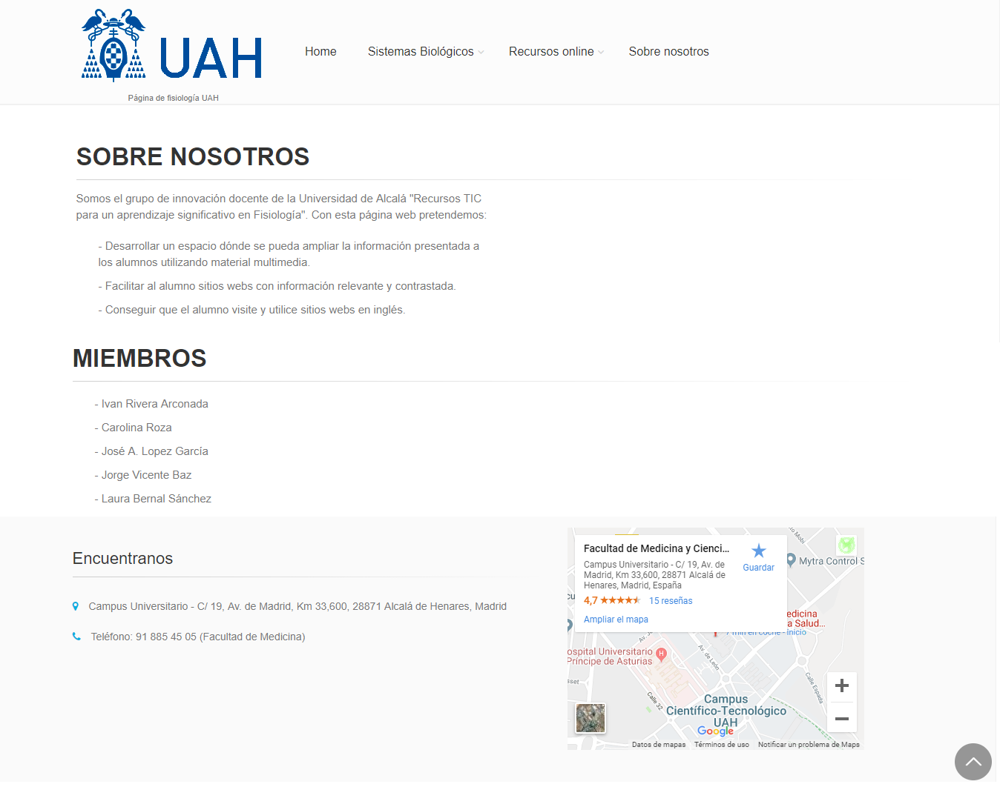 UAH
Página de fisiología UAH
Home
Sistemas Biológicos
Recursos online
Sobre nosotros
SOBRE NOSOTROS
Somos el grupo de innovación docente de la Universidad de Alcalá "Recursos TIC
para un aprendizaje significativo en Fisiología". Con esta página web pretendemos:
- Desarrollar un espacio dónde se pueda ampliar la información presentada a
los alumnos utilizando material multimedia.
- Facilitar al alumno sitios webs con información relevante y contrastada.
- Conseguir que el alumno visite y utilice sitios webs en inglés.
MIEMBROS
- Ivan Rivera Arconada
- Carolina Roza
- José A. Lopez García
- Jorge Vicente Baz
- Laura Bernal Sánchez
Encuentranos
Campus Universitario - C/ 19, Av. de Madrid, Km 33,600, 28871 Alcalá de Henares, Madrid
Teléfono: 91 885 45 05 (Facultad de Medicina)
Facultad de Medicina y Cienci...
Campus Universitario - C/ 19, Av. de
Madrid, Km 33,600, 28871 Alcalá de
Henares, Madrid, España
4,7
15 reseñas
Ampliar el mapa
Guardar
Mobi
Mytra Control S
edicina
a Salud...
7 min en coche - Inicio
ospital Universitario
Príncipe de Asturias
H
Av. de León
Calle Espada
Calle 32
Campus
Científico-Tecnológico
UAH
Google
Datos de mapas
Términos de uso
Notificar un problema de Maps